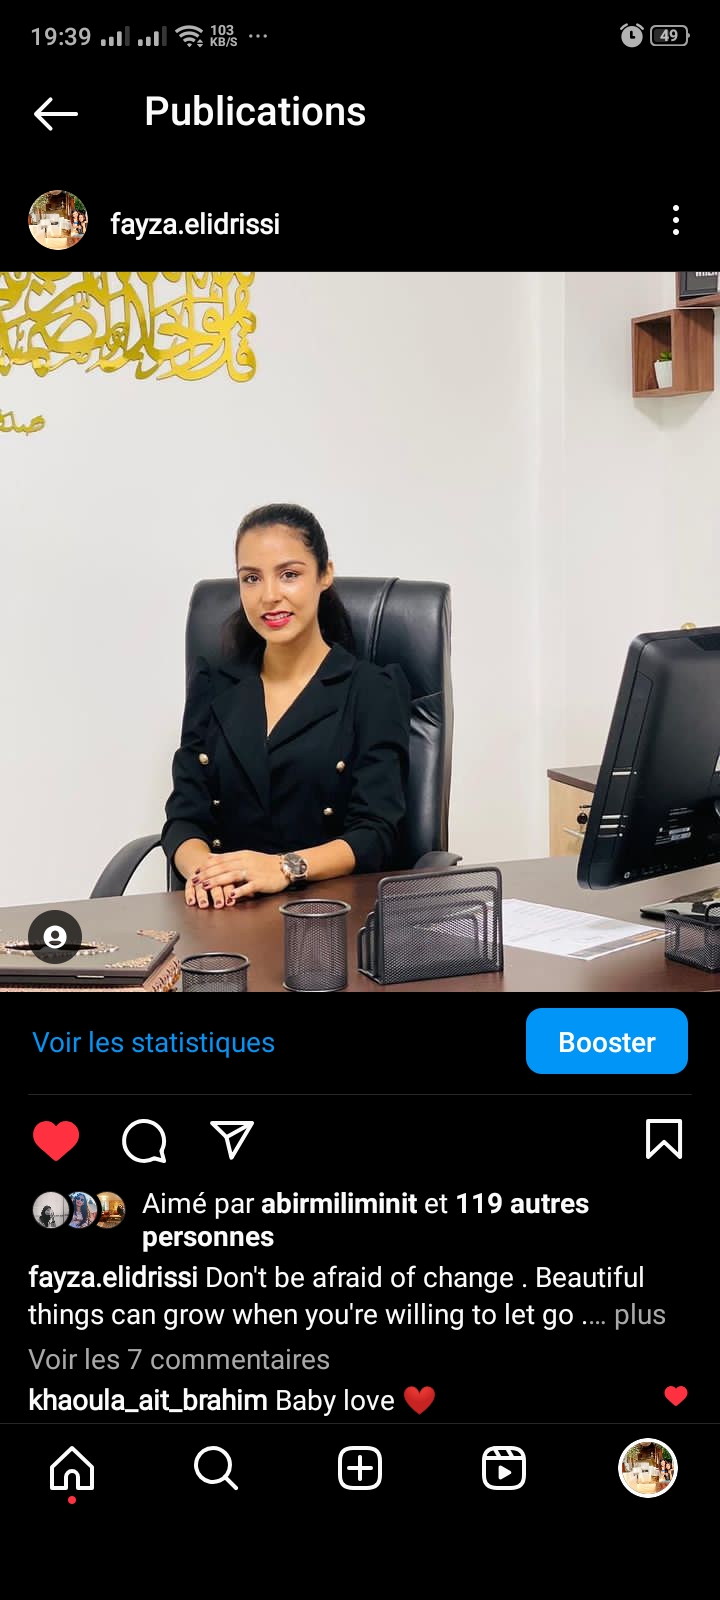 19:39
103
KB/S
49
Publications
fayza.elidrissi
Voir les statistiques
Booster
Aimé par abirmiliminit et 119 autres
personnes
fayza.elidrissi Don't be afraid of change . Beautiful
things can grow when you're willing to let go .... plus
Voir les 7 commentaires
khaoula_ait_brahim Baby love ❤️